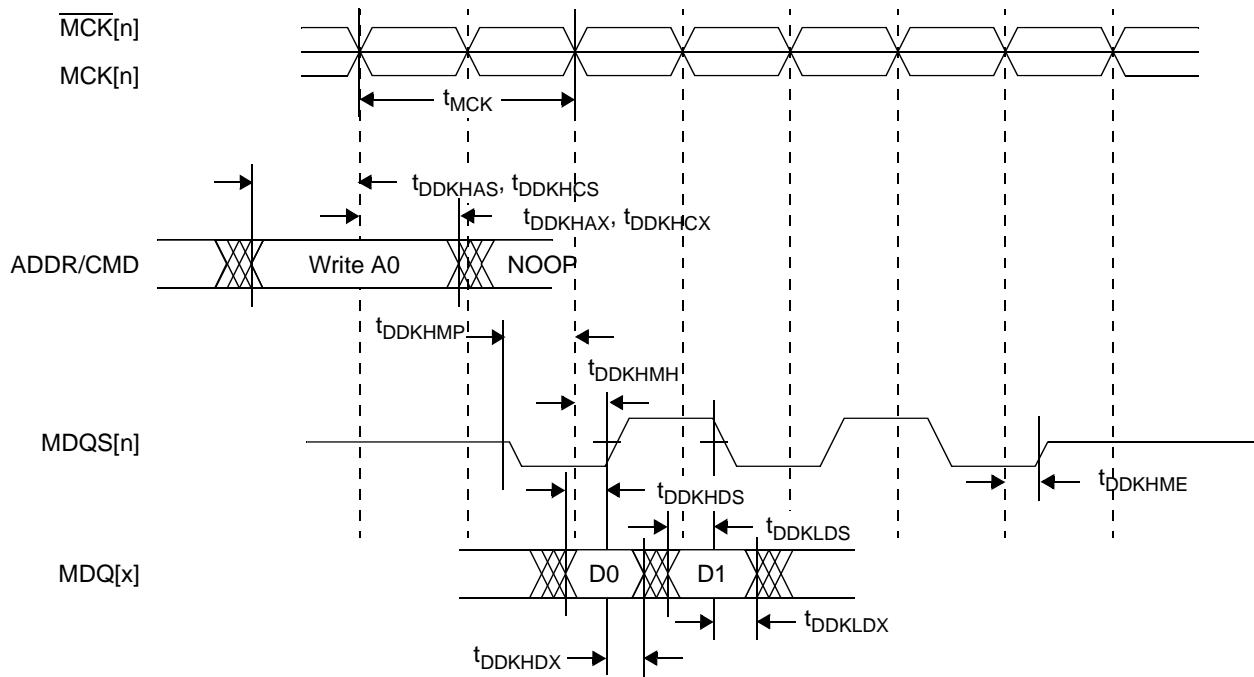 MCK[n]
MCK[n]
tMCK
tDDKHAS, tDDKHCS
tDDKHAX, tDDKHCX
ADDR/CMD Write A0 NOOP
tDDKHMP
tDDKHMH
MDQS[n]
tDDKHME
tDDKHDS
tDDKLDS
MDQ[x] D0 D1
tDDKLDX
tDDKHDX